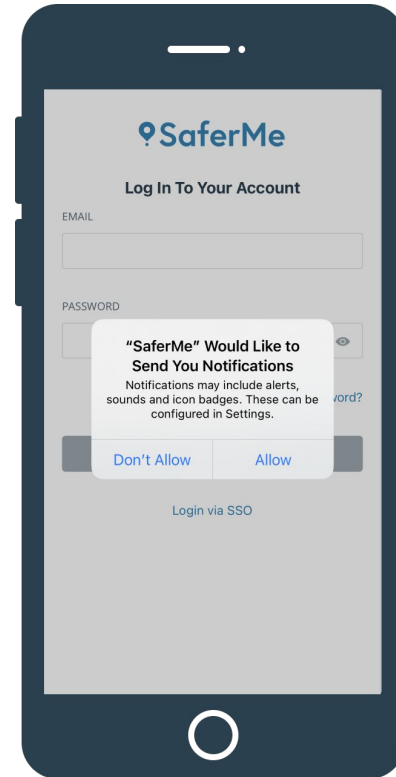 SaferMe
Log In To Your Account
EMAIL
PASSWORD
“SaferMe” Would Like to
Send You Notifications
Notifications may include alerts,
sounds and icon badges. These can be
configured in Settings.
word?
Don't Allow
Allow
Login via SSO